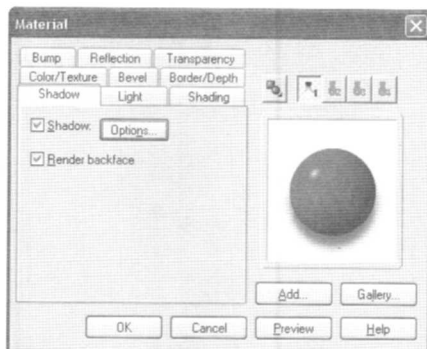 Material
Bump Reflection Transparency
Color/Texture Bevel Border/Depth
Shadow Light Shading
Shadow: Options...
Render backface
Add... Gallery...
OK Cancel Preview Help